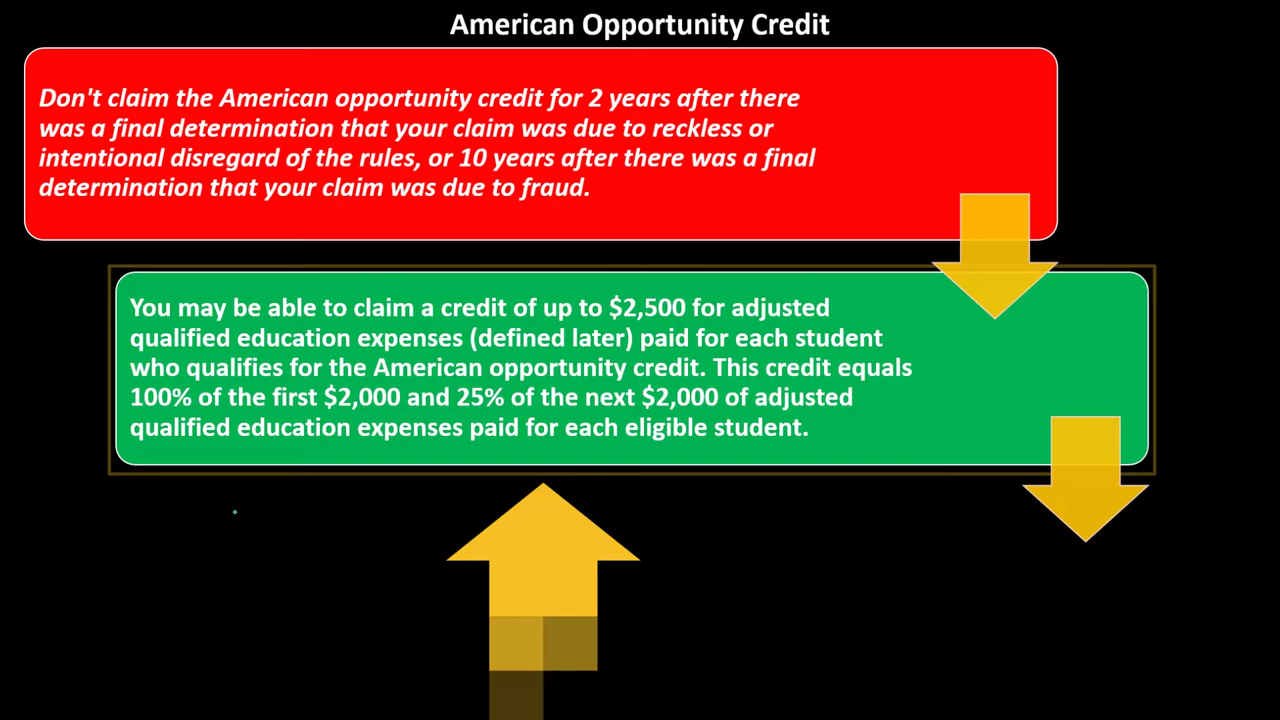 American Opportunity Credit
Don't claim the American opportunity credit for 2 years after there
was a final determination that your claim was due to reckless or
intentional disregard of the rules, or 10 years after there was a final
determination that your claim was due to fraud.
You may be able to claim a credit of up to $2,500 for adjusted
qualified education expenses (defined later) paid for each student
who qualifies for the American opportunity credit. This credit equals
100% of the first $2,000 and 25% of the next $2,000 of adjusted
qualified education expenses paid for each eligible student.